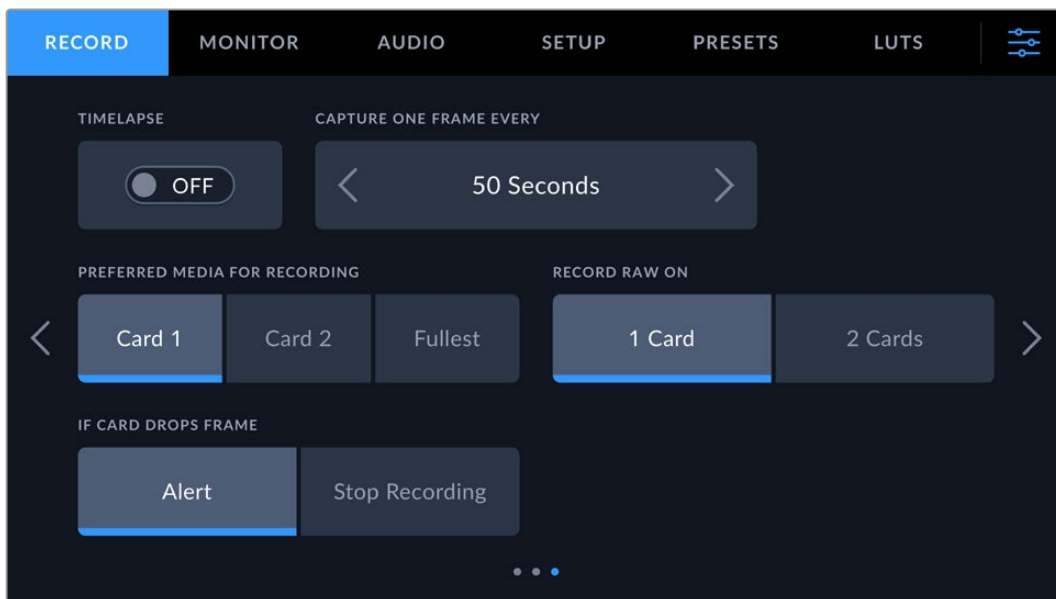 RECORD MONITOR AUDIO SETUP PRESETS LUTS
TIMELAPSE CAPTURE ONE FRAME EVERY
OFF 50 Seconds
PREFERRED MEDIA FOR RECORDING RECORD RAW ON
Card 1 Card 2 Fullest 1 Card 2 Cards
IF CARD DROPS FRAME
Alert Stop Recording